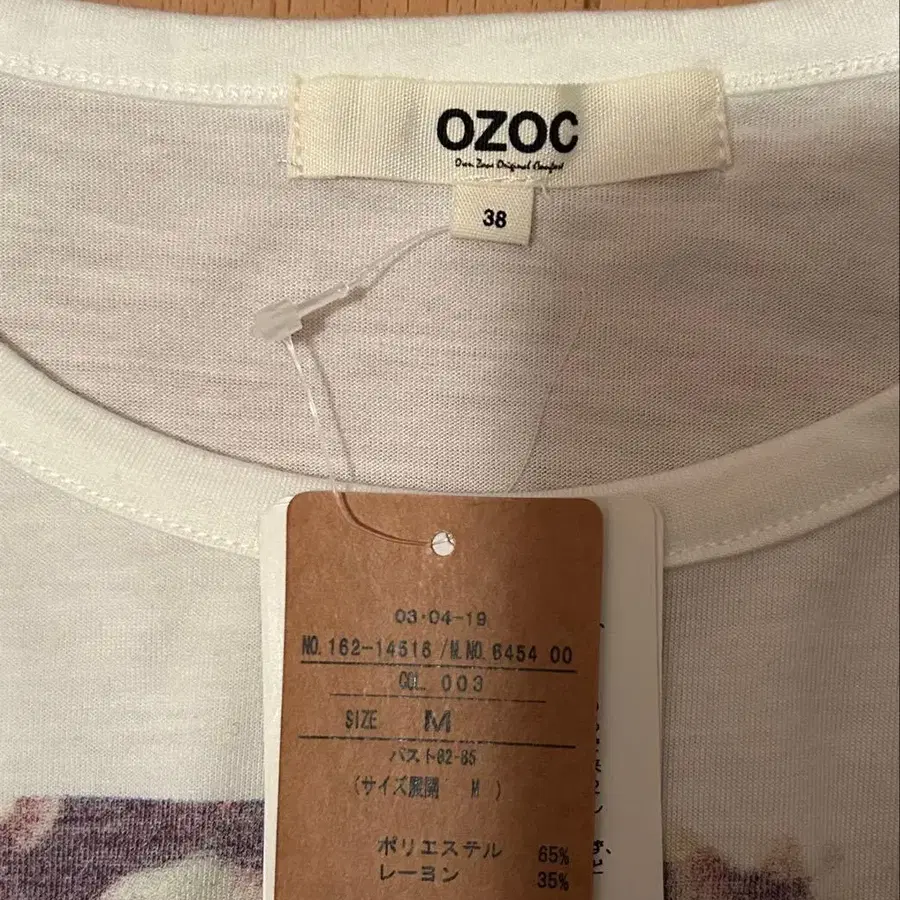 OZOC
Own Zone Original Comfort
38
03・04-19
NO. 162-14516 /M.NO. 6454 00
COL. 003
SIZE M
バスト82-85
(サイズ展開 M )
ポリエステル 65%
レーヨン 35%